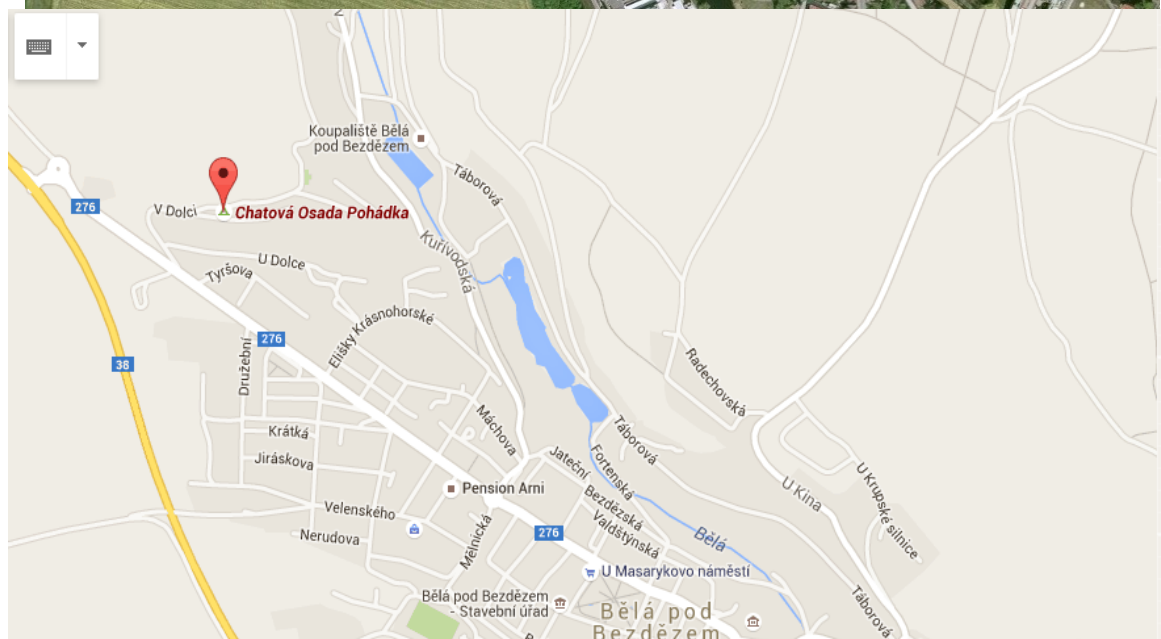 Koupaliště Bělá
pod Bezdězem
Táborová
276
V Dolci
Chatová Osada Pohádka
Kuřívodská
U Dolce
Tyršova
Elišky Krásnohorské
276
Družební
38
Radechovská
Krátká
Máchova
Táborová
Jiráskova
Jateční
Fortenská
Pension Arni
Bezdězská
U Kina
U Krupské silnice
Velenského
Valdštýnská
Nerudova
Mělnická
276
Bělá
U Masarykovo náměstí
Bělá pod Bezdězem
- Stavební úřad
Táborová
Bělá pod
Bezdězem